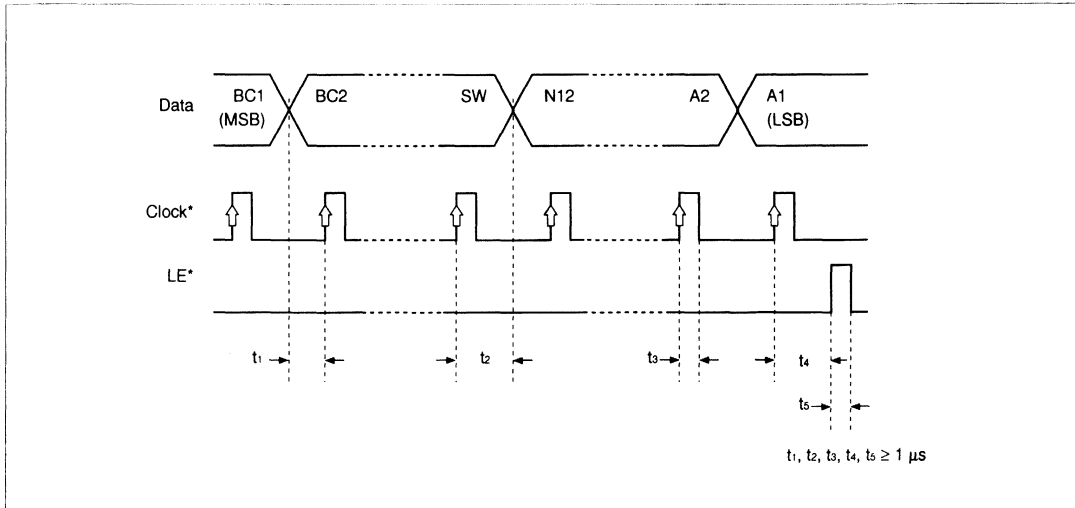 Data
BC1
(MSB)
BC2
SW
N12
A2
A1
(LSB)
Clock*
LE*
t1
t2
t3
t4
t5
t1, t2, t3, t4, t5 ≥ 1 μs